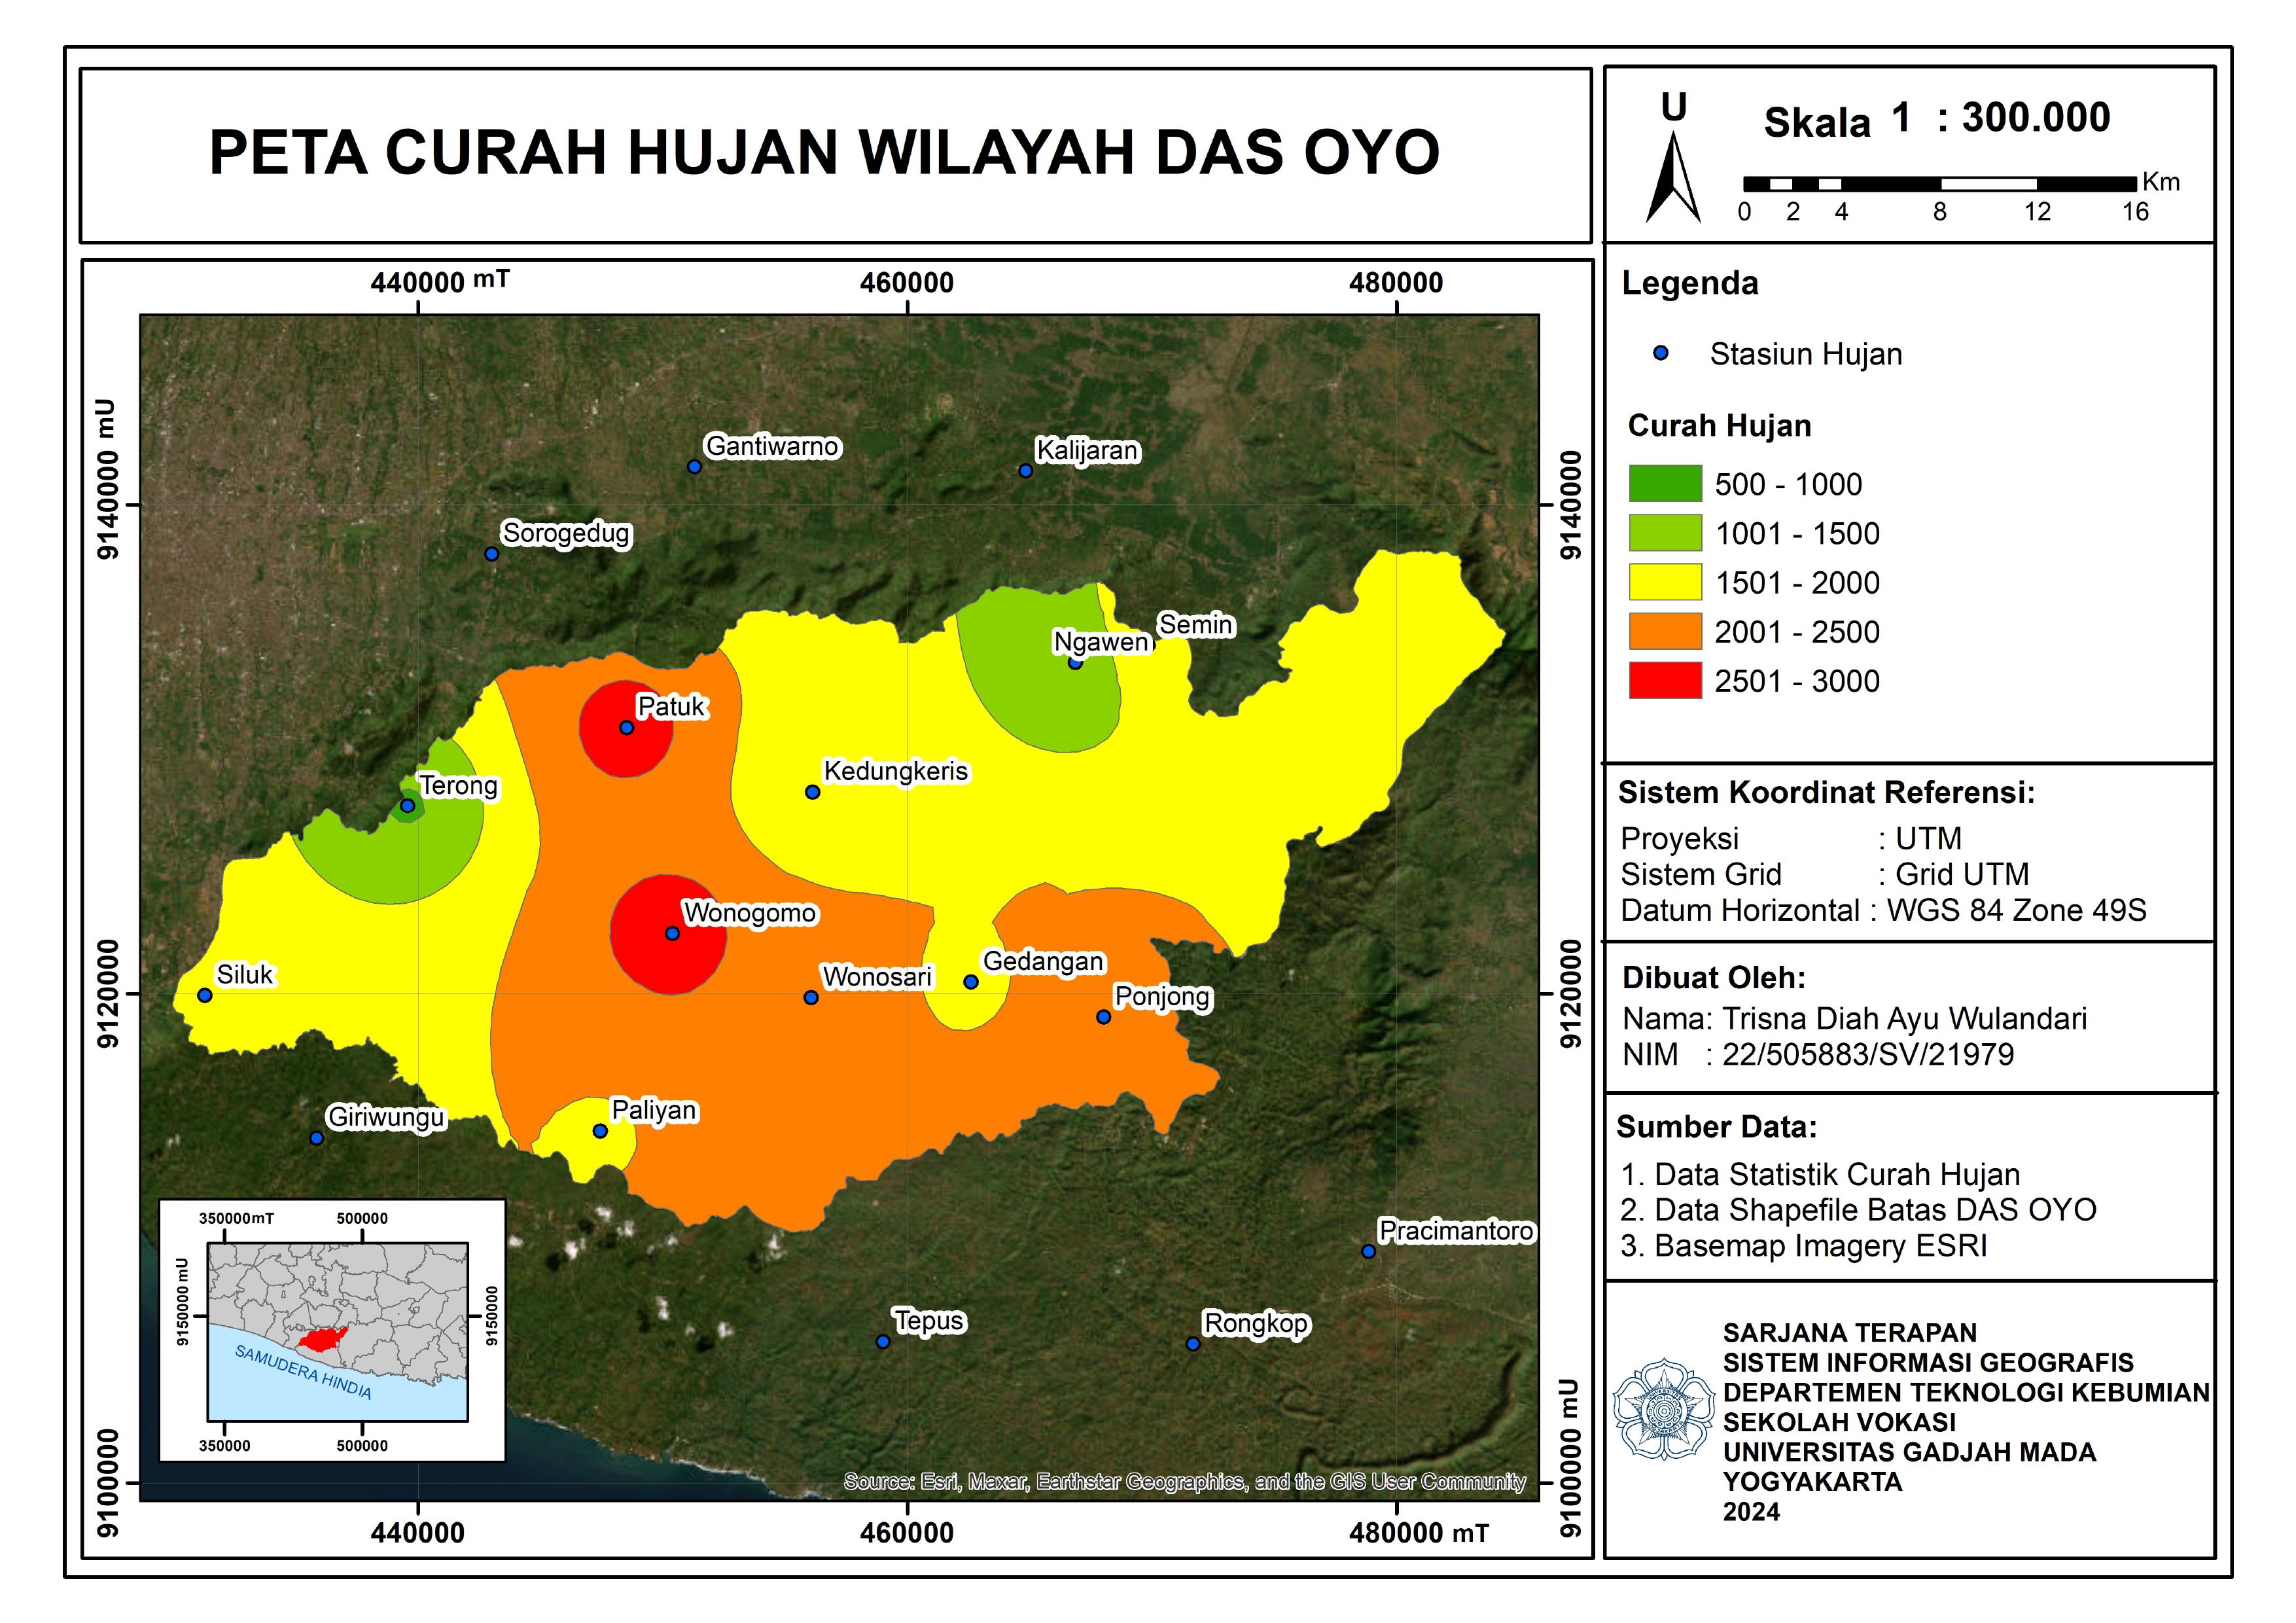 PETA CURAH HUJAN WILAYAH DAS OYO
U
Skala 1 : 300.000
Km
0 2 4 8 12 16
440000 mT
460000
480000
9140000 mU
9120000
9100000
9140000
9120000
9100000 mU
Gantiwarno
Kalijaran
Sorogedug
Semin
Ngawen
Patuk
Kedungkeris
Terong
Wonogomo
Siluk
Wonosari
Gedangan
Ponjong
Giriwungu
Paliyan
Pracimantoro
Tepus
Rongkop
350000mT 500000
9150000 mU
9150000
SAMUDERA HINDIA
350000 500000
Source: Esri, Maxar, Earthstar Geographics, and the GIS User Community
440000
460000
480000 mT
Legenda
Stasiun Hujan
Curah Hujan
500 - 1000
1001 - 1500
1501 - 2000
2001 - 2500
2501 - 3000
Sistem Koordinat Referensi:
Proyeksi : UTM
Sistem Grid : Grid UTM
Datum Horizontal : WGS 84 Zone 49S
Dibuat Oleh:
Nama: Trisna Diah Ayu Wulandari
NIM : 22/505883/SV/21979
Sumber Data:
1. Data Statistik Curah Hujan
2. Data Shapefile Batas DAS OYO
3. Basemap Imagery ESRI
SARJANA TERAPAN
SISTEM INFORMASI GEOGRAFIS
DEPARTEMEN TEKNOLOGI KEBUMIAN
SEKOLAH VOKASI
UNIVERSITAS GADJAH MADA
YOGYAKARTA
2024